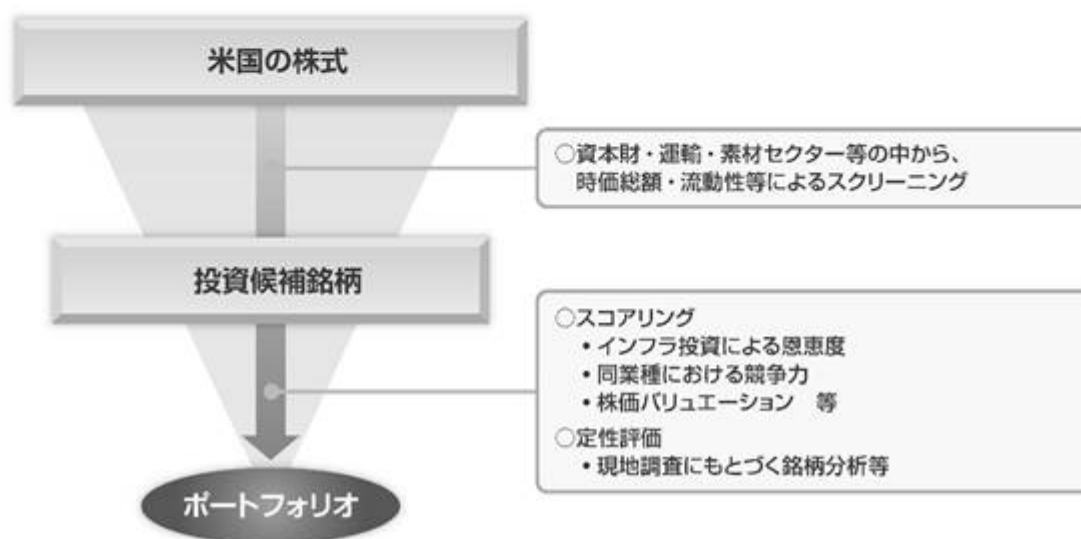 米国の株式
○資本財・運輸・素材セクター等の中から、
時価総額・流動性等によるスクリーニング
投資候補銘柄
○スコアリング
・インフラ投資による恩恵度
・同業種における競争力
・株価バリュエーション　等
○定性評価
・現地調査にもとづく銘柄分析等
ポートフォリオ